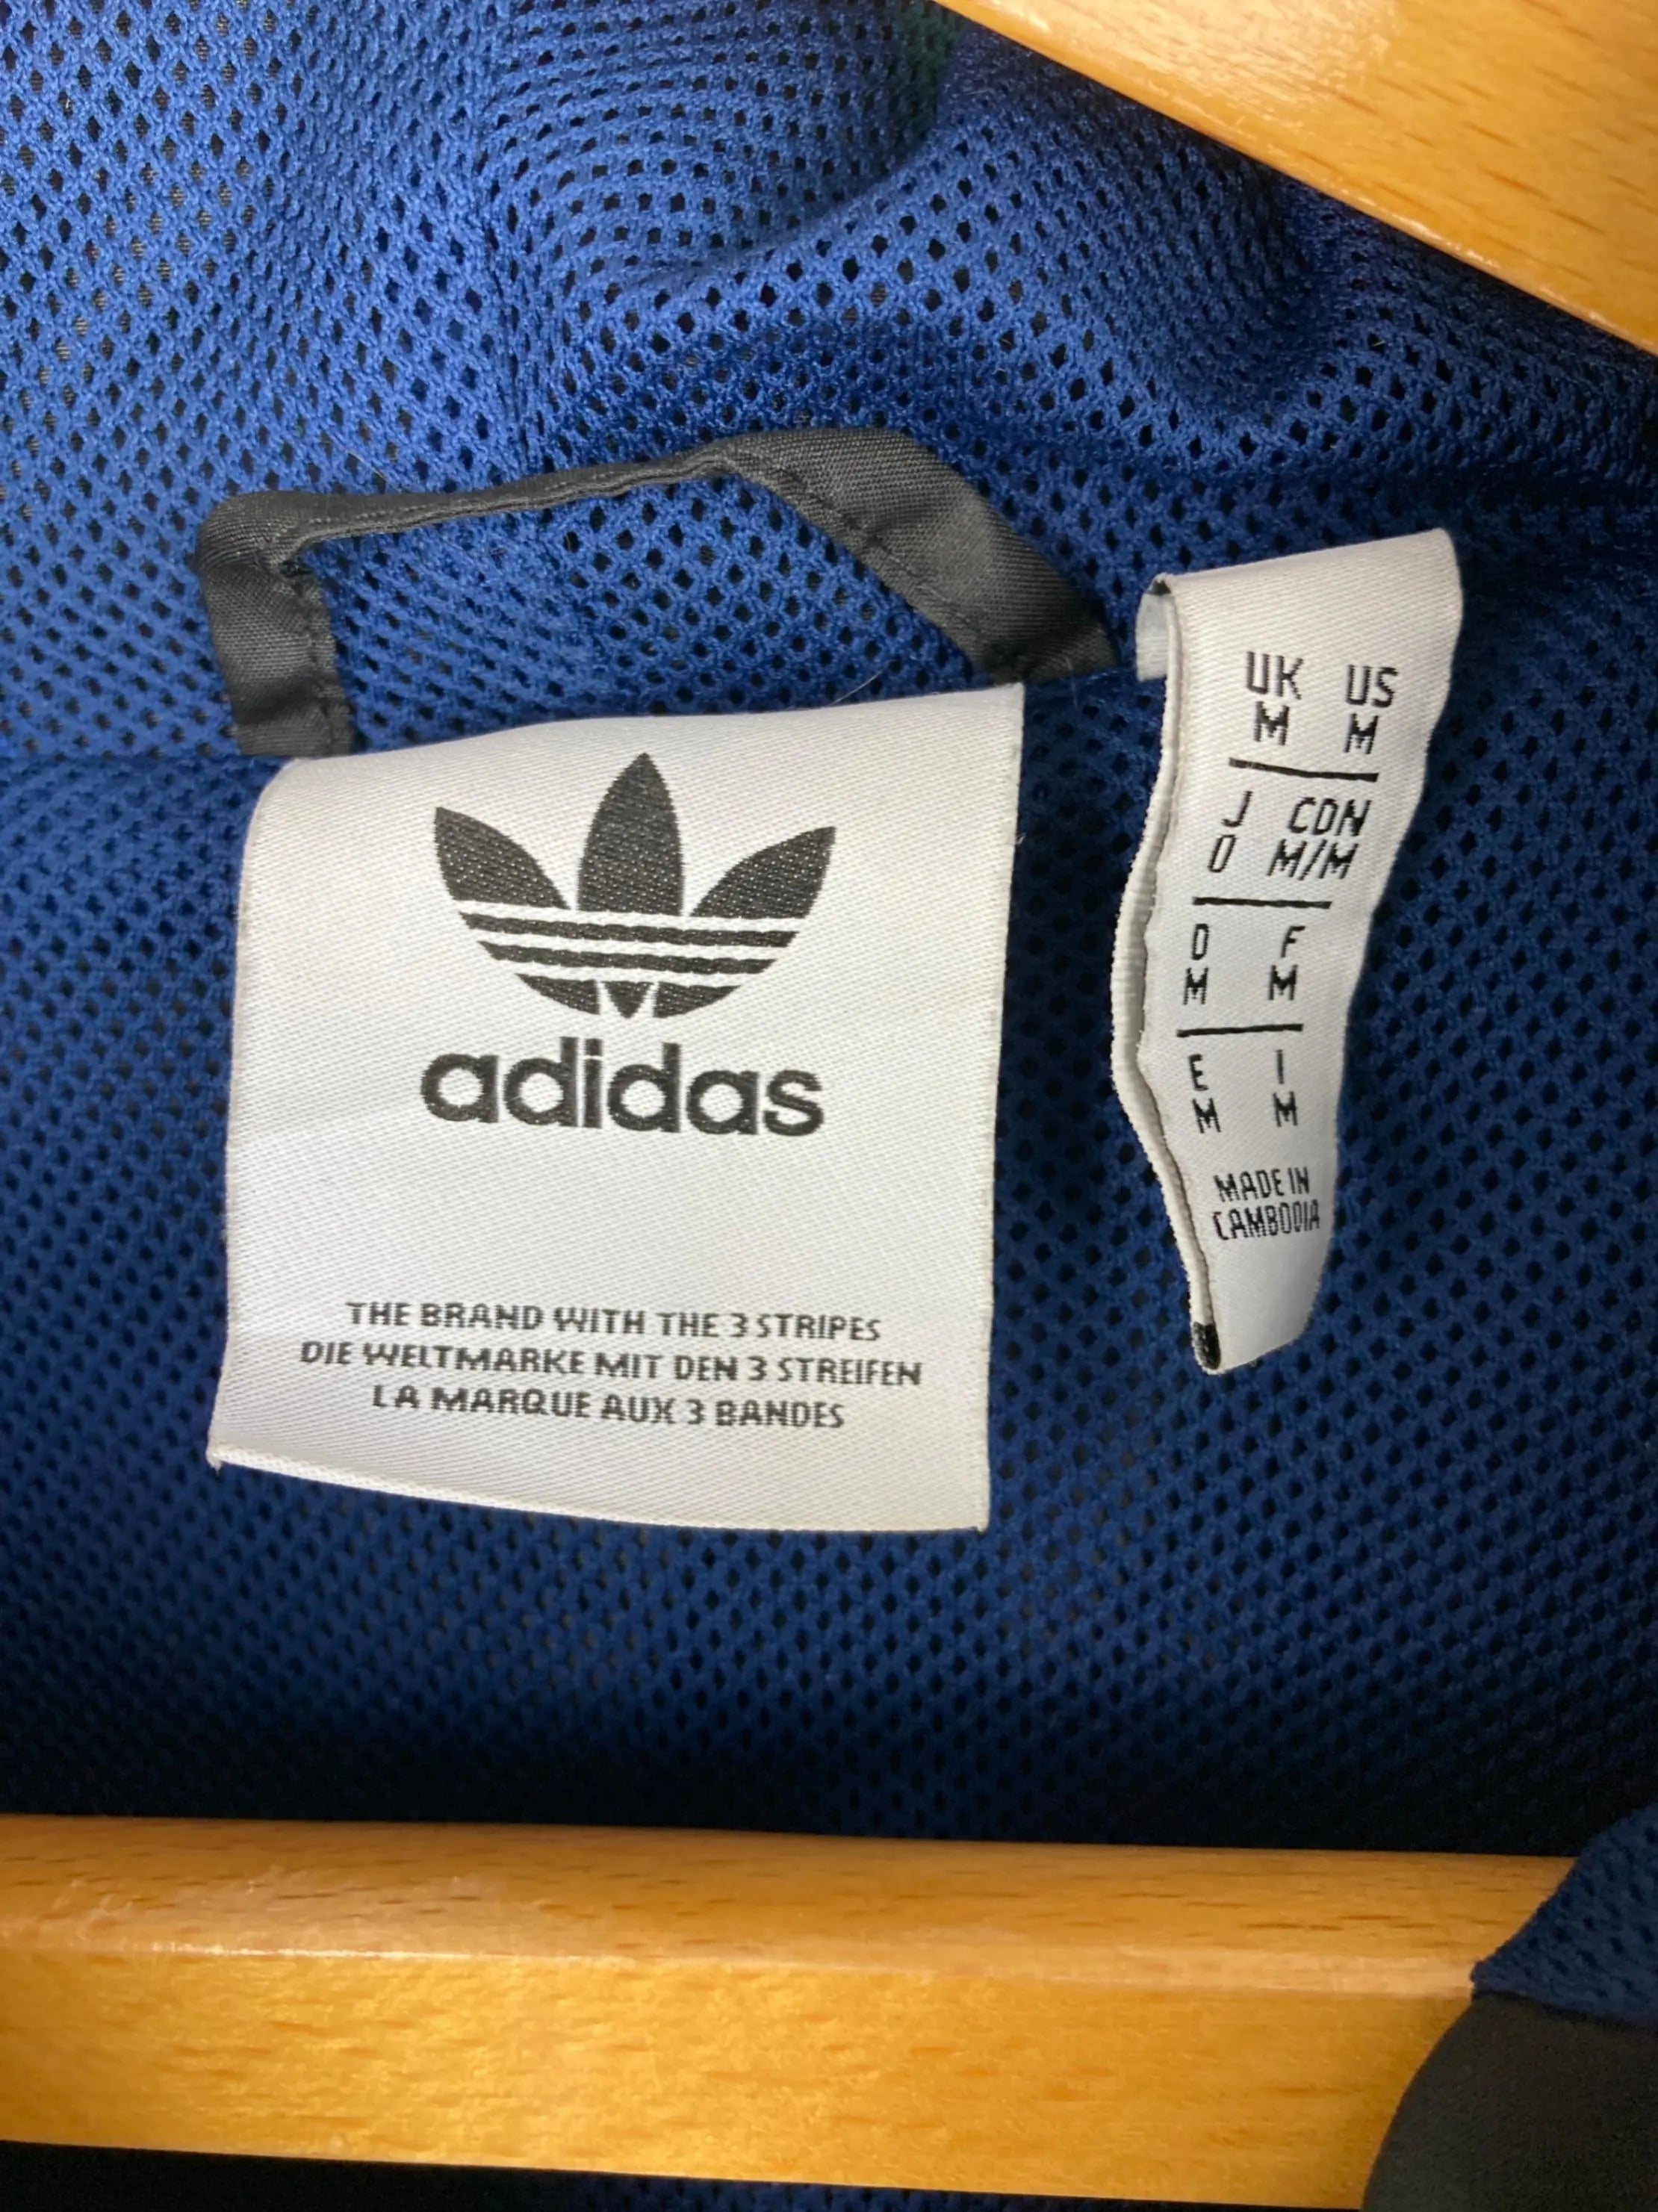 adidas
THE BRAND WITH THE 3 STRIPES
DIE WELTMARKE MIT DEN 3 STREIFEN
LA MARQUE AUX 3 BANDES
UK US
M M
J CDN
O M/M
D F
M M
E I
M M
MADE IN
CAMBODIA